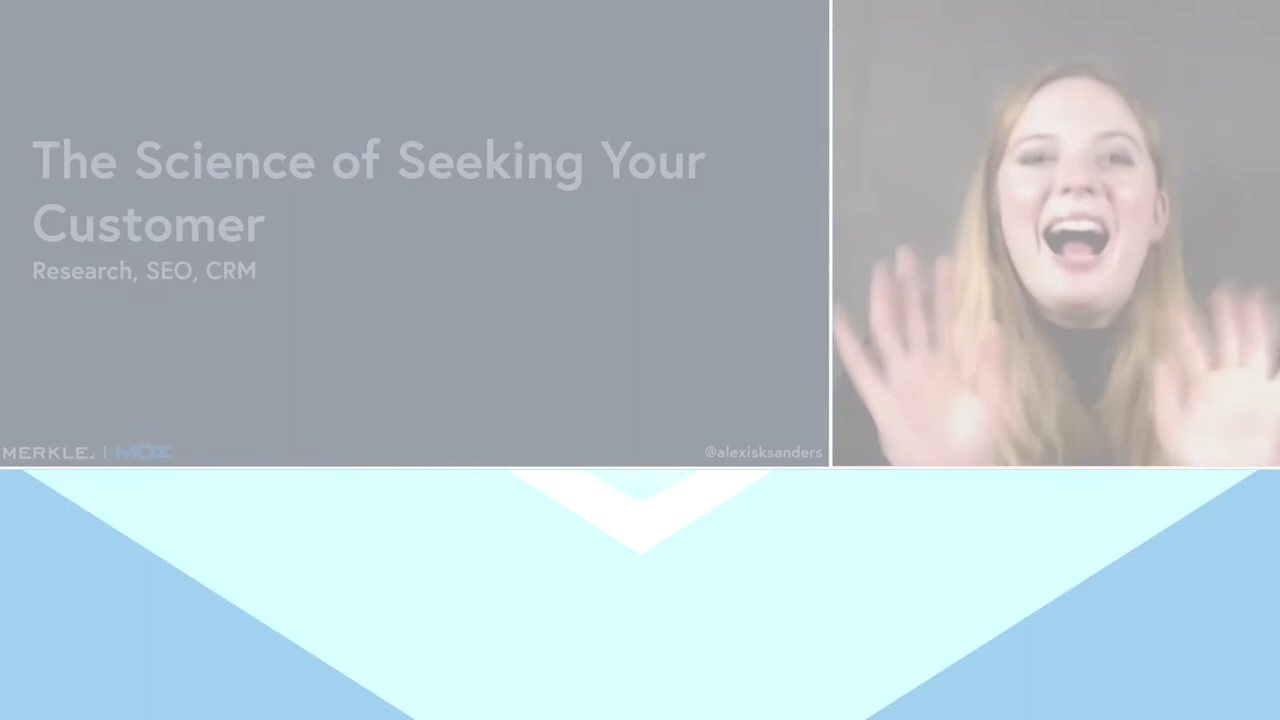 The Science of Seeking Your
Customer
Research, SEO, CRM
MERKLE. | MOZ
@alexisksanders